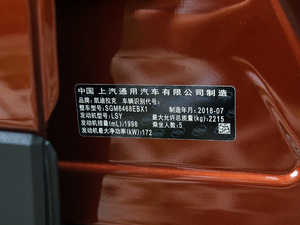 中国 上汽通用汽车有限公司制造
品牌:凯迪拉克 车辆识别代号:
整车型号:SGM6468EBX1 制造年月:2018-07
发动机型号:LSY 最大允许总质量(kg):2215
发动机排量(ml):1998 乘坐人数:5
发动机最大净功率(kW):172